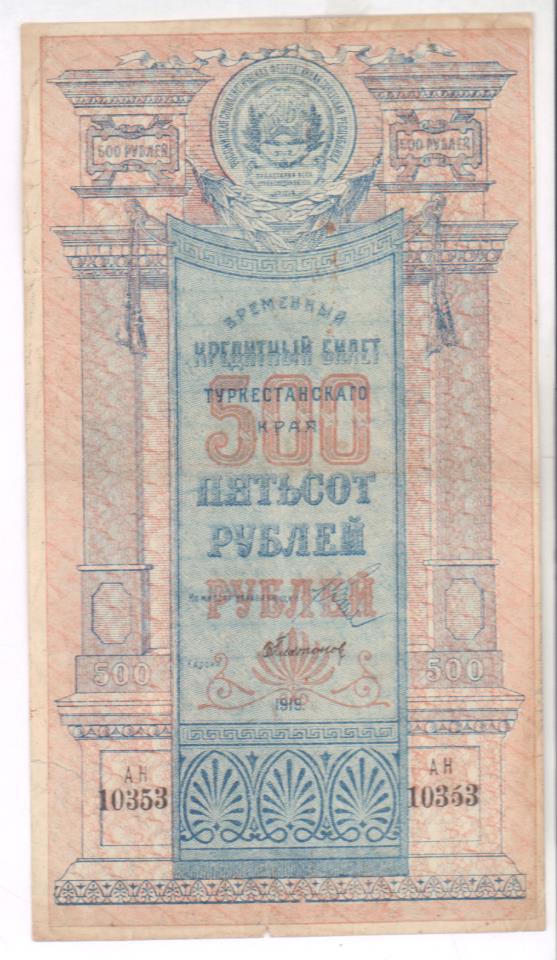 500 РУБЛЕЙ
500 РУБЛЕЙ
ВРЕМЕННЫЙ
КРЕДИТНЫЙ БИЛЕТ
500
ТУРКЕСТАНСКАГО
КРАЯ
ПЯТЬСОТ
РУБЛЕЙ
РУБЛЕЙ
500
500
1919.
АН
10353
АН
10353